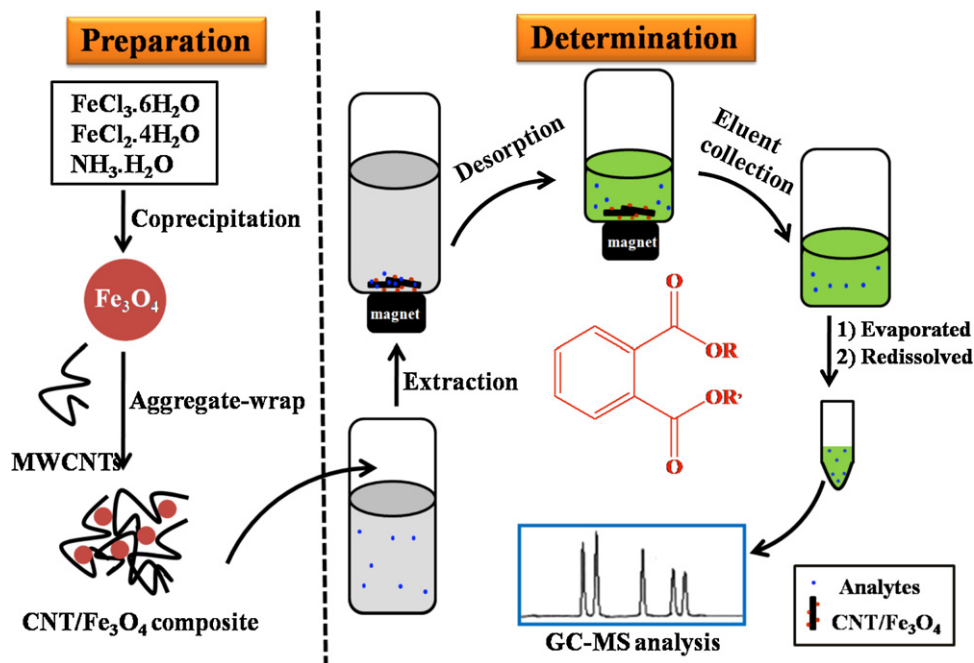 Preparation
FeCl₃.6H₂O
FeCl₂.4H₂O
NH₃.H₂O
Coprecipitation
Fe₃O₄
Aggregate-wrap
MWCNTs
CNT/Fe₃O₄ composite
Determination
Extraction
magnet
Desorption
magnet
Eluent
collection
1) Evaporated
2) Redissolved
O
OR
OR,
O
GC-MS analysis
Analytes
CNT/Fe₃O₄